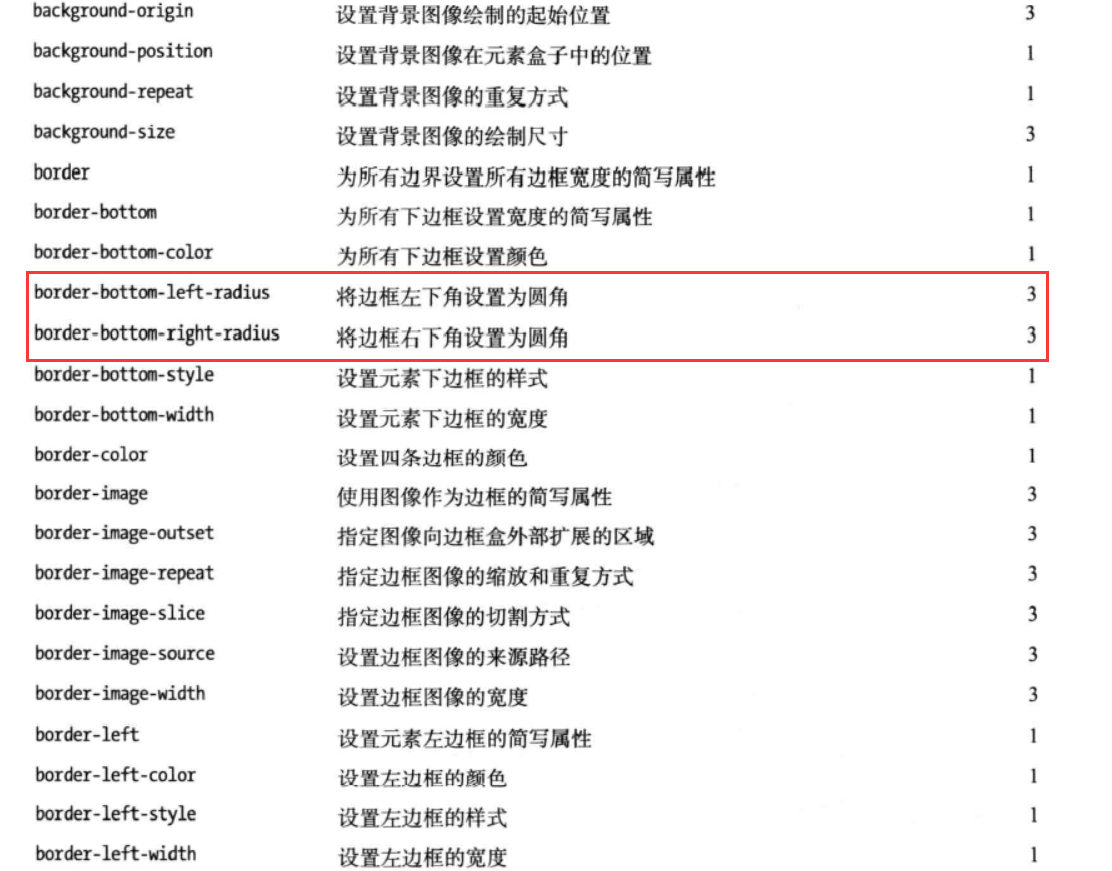 background-origin 设置背景图像绘制的起始位置 3
background-position 设置背景图像在元素盒子中的位置 1
background-repeat 设置背景图像的重复方式 1
background-size 设置背景图像的绘制尺寸 3
border 为所有边界设置所有边框宽度的简写属性 1
border-bottom 为所有下边框设置宽度的简写属性 1
border-bottom-color 为所有下边框设置颜色 1
border-bottom-left-radius 将边框左下角设置为圆角 3
border-bottom-right-radius 将边框右下角设置为圆角 3
border-bottom-style 设置元素下边框的样式 1
border-bottom-width 设置元素下边框的宽度 1
border-color 设置四条边框的颜色 1
border-image 使用图像作为边框的简写属性 3
border-image-outset 指定图像向边框盒外部扩展的区域 3
border-image-repeat 指定边框图像的缩放和重复方式 3
border-image-slice 指定边框图像的切割方式 3
border-image-source 设置边框图像的来源路径 3
border-image-width 设置边框图像的宽度 3
border-left 设置元素左边框的简写属性 1
border-left-color 设置左边框的颜色 1
border-left-style 设置左边框的样式 1
border-left-width 设置左边框的宽度 1